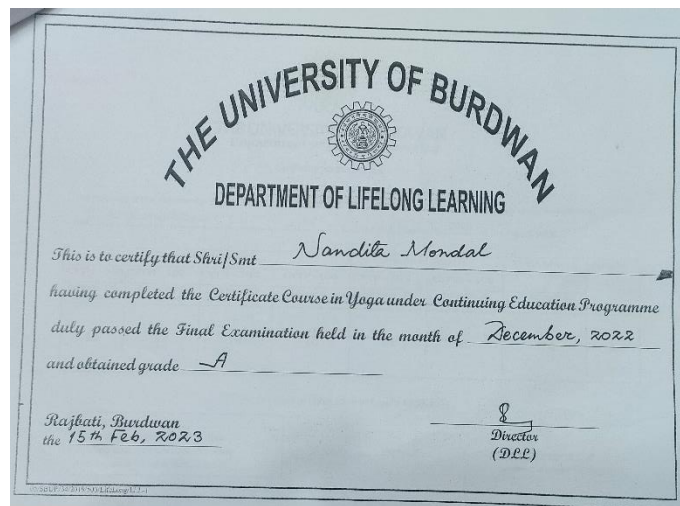 THE UNIVERSITY OF BURDWAN
DEPARTMENT OF LIFELONG LEARNING
This is to certify that Shri/Smt Nandita Mondal
having completed the Certificate Course in Yoga under Continuing Education Programme
duly passed the Final Examination held in the month of December, 2022
and obtained grade A
Rajbati, Burdwan
the 15th Feb, 2023
Director
(DLL)